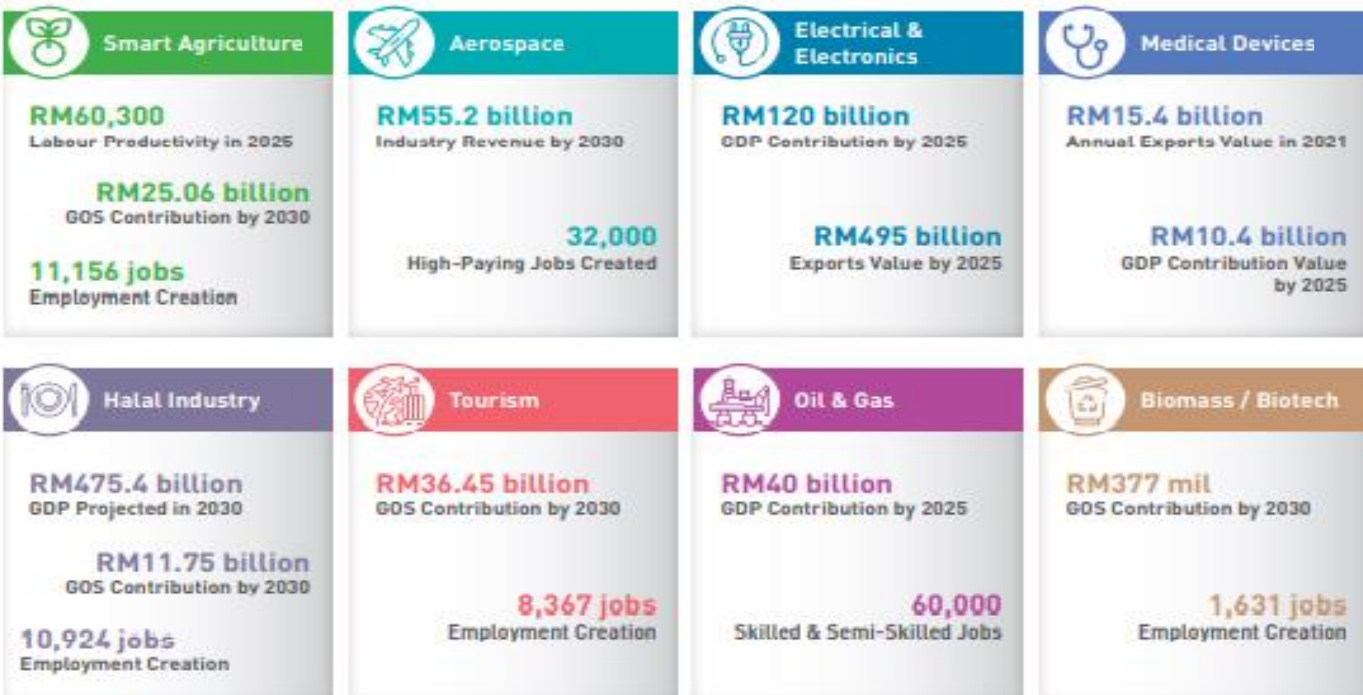 Smart Agriculture
RM60,300
Labour Productivity in 2025
RM25.06 billion
GOS Contribution by 2030
11,156 jobs
Employment Creation
Aerospace
RM55.2 billion
Industry Revenue by 2030
32,000
High-Paying Jobs Created
Electrical &
Electronics
RM120 billion
GDP Contribution by 2025
RM495 billion
Exports Value by 2025
Medical Devices
RM15.4 billion
Annual Exports Value in 2021
RM10.4 billion
GDP Contribution Value
by 2025
Halal Industry
RM475.4 billion
GDP Projected in 2030
RM11.75 billion
GOS Contribution by 2030
10,924 jobs
Employment Creation
Tourism
RM36.45 billion
GOS Contribution by 2030
8,367 jobs
Employment Creation
Oil & Gas
RM40 billion
GDP Contribution by 2025
60,000
Skilled & Semi-Skilled Jobs
Biomass / Biotech
RM377 mil
GOS Contribution by 2030
1,631 jobs
Employment Creation